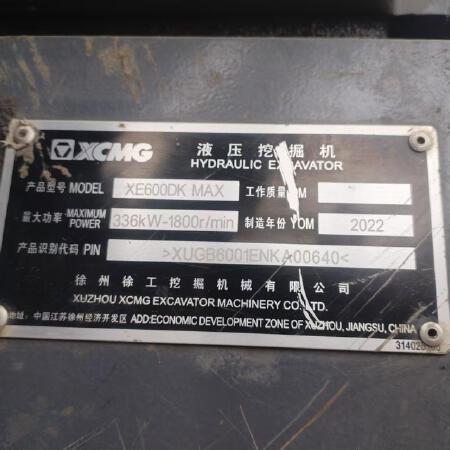 XCMG 液压挖掘机
HYDRAULIC EXCAVATOR
产品型号 MODEL XE600DK MAX 工作质量 OM
最大功率 MAXIMUM POWER 336kW-1800r/min 制造年份 YOM 2022
产品识别代码 PIN >XUGB6001ENKA00640<
徐州徐工挖掘机械有限公司
XUZHOU XCMG EXCAVATOR MACHINERY CO.,LTD.
地址: 中国江苏徐州经济开发区 ADD:ECONOMIC DEVELOPMENT ZONE OF XUZHOU, JIANGSU, CHINA